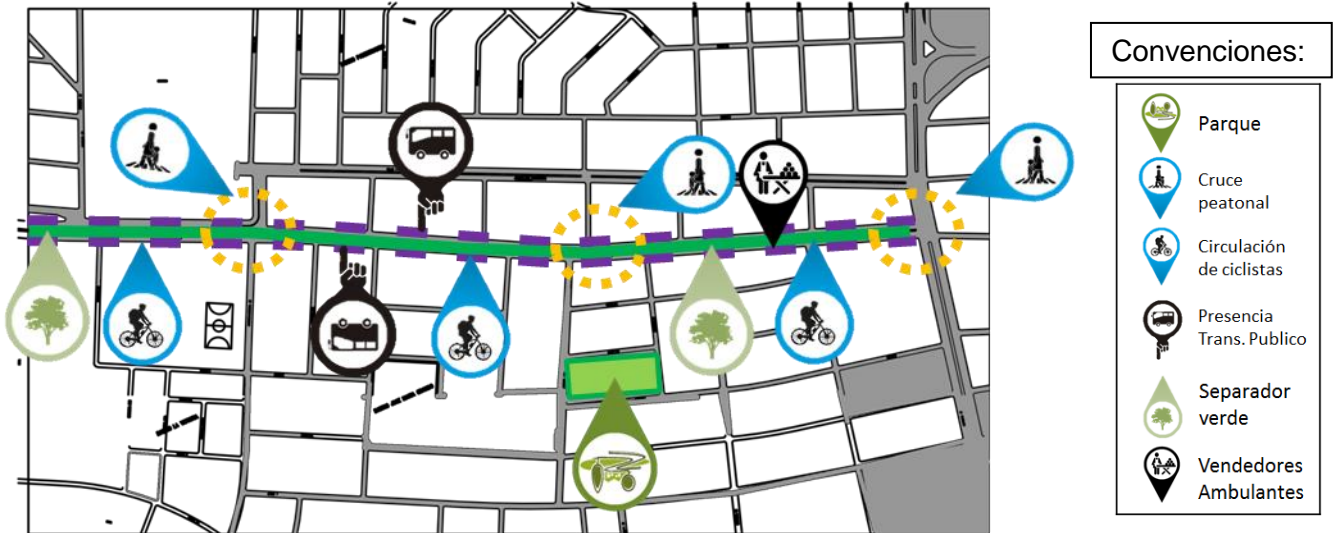 Convenciones:
Parque
Cruce
peatonal
Circulación
de ciclistas
Presencia
Trans. Publico
Separador
verde
Vendedores
Ambulantes